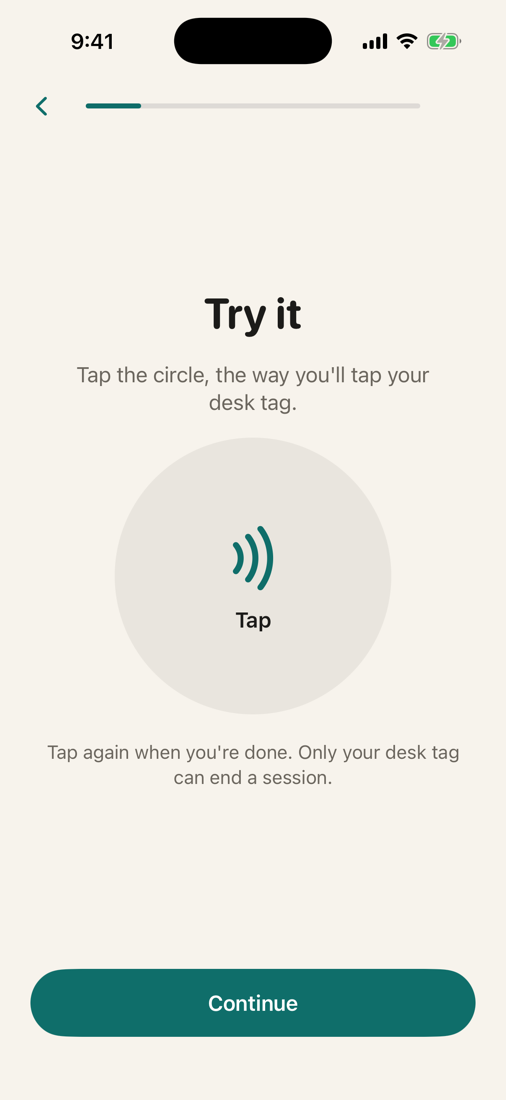 9:41
Try it
Tap the circle, the way you'll tap your
desk tag.
Tap
Tap again when you're done. Only your desk tag
can end a session.
Continue